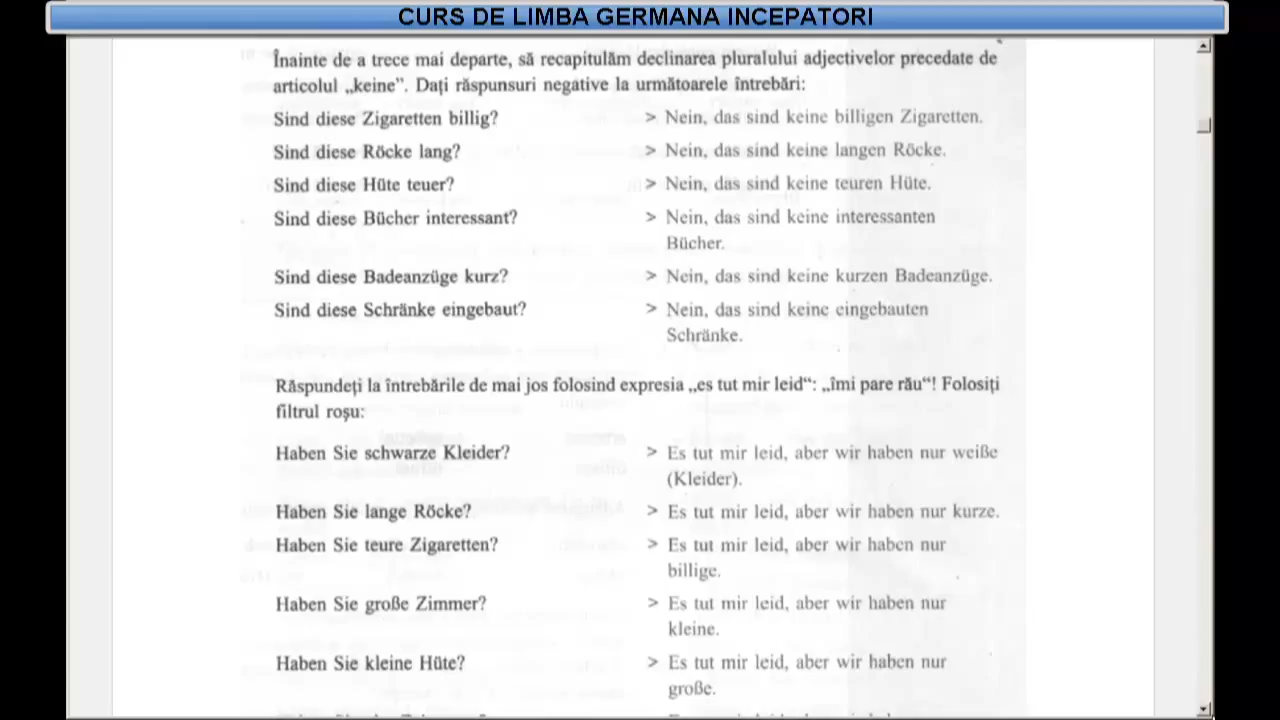 CURS DE LIMBA GERMANA INCEPATORI
Înainte de a trece mai departe, să recapitulăm declinarea pluralului adjectivelor precedate de
articolul „keine”. Daţi răspunsuri negative la următoarele întrebări:
Sind diese Zigaretten billig? > Nein, das sind keine billigen Zigaretten.
Sind diese Röcke lang? > Nein, das sind keine langen Röcke.
Sind diese Hüte teuer? > Nein, das sind keine teuren Hüte.
Sind diese Bücher interessant? > Nein, das sind keine interessanten
Bücher.
Sind diese Badeanzüge kurz? > Nein, das sind keine kurzen Badeanzüge.
Sind diese Schränke eingebaut? > Nein, das sind keine eingebauten
Schränke.
Răspundeţi la întrebările de mai jos folosind expresia „es tut mir leid“: „îmi pare rău“! Folosiţi
filtrul roşu:
Haben Sie schwarze Kleider? > Es tut mir leid, aber wir haben nur weiße
(Kleider).
Haben Sie lange Röcke? > Es tut mir leid, aber wir haben nur kurze.
Haben Sie teure Zigaretten? > Es tut mir leid, aber wir haben nur
billige.
Haben Sie große Zimmer? > Es tut mir leid, aber wir haben nur
kleine.
Haben Sie kleine Hüte? > Es tut mir leid, aber wir haben nur
große.